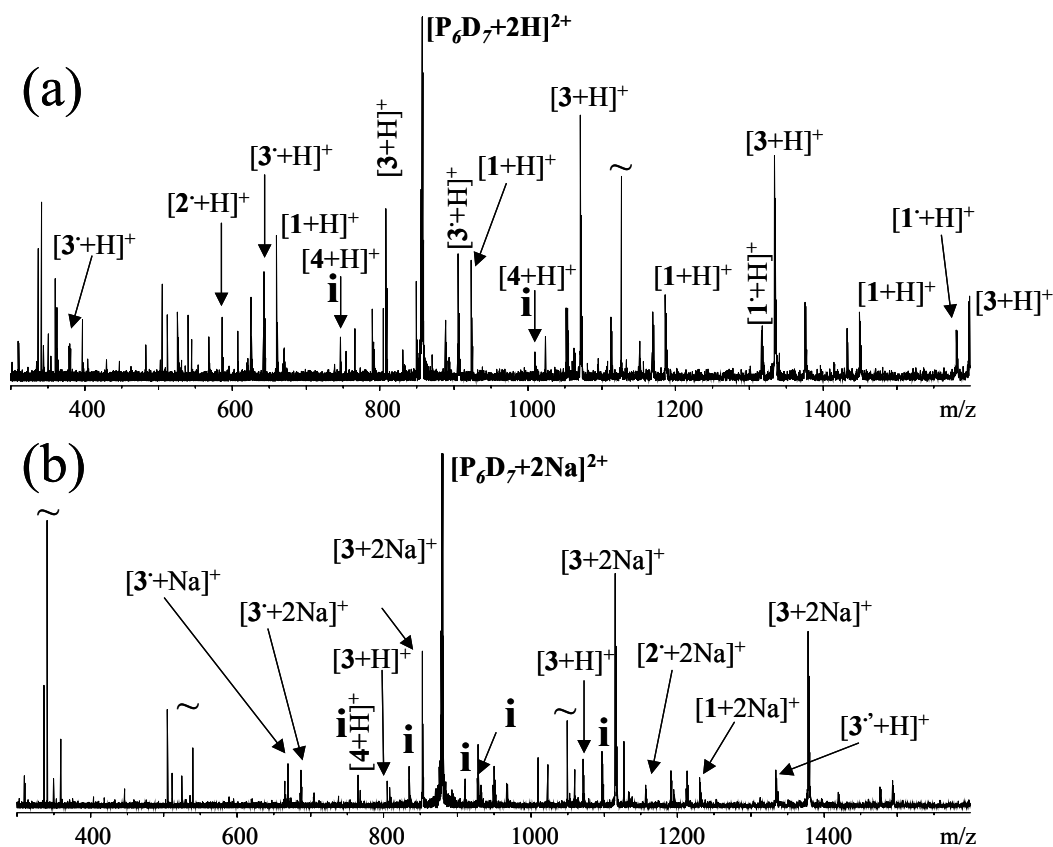 (a)
[P₆D₇+2H]²⁺
[3˙+H]⁺
[2˙+H]⁺
[3˙+H]⁺
[1+H]⁺
[4+H]⁺
i
[3+H]⁺
[3˙+H]⁺
[1+H]⁺
[4+H]⁺
i
[3+H]⁺
~
[1+H]⁺
[1˙+H]⁺
[3+H]⁺
[1+H]⁺
[1˙+H]⁺
[3+H]⁺
400 600 800 1000 1200 1400 m/z
(b)
[P₆D₇+2Na]²⁺
~
[3˙+Na]⁺
~
[3˙+2Na]⁺
[3+2Na]⁺
[3+H]⁺
i
[4+H]⁺
i
i
i
[3+H]⁺
~
i
[3+2Na]⁺
[2˙+2Na]⁺
[1+2Na]⁺
[3+2Na]⁺
[3˙’+H]⁺
400 600 800 1000 1200 1400 m/z